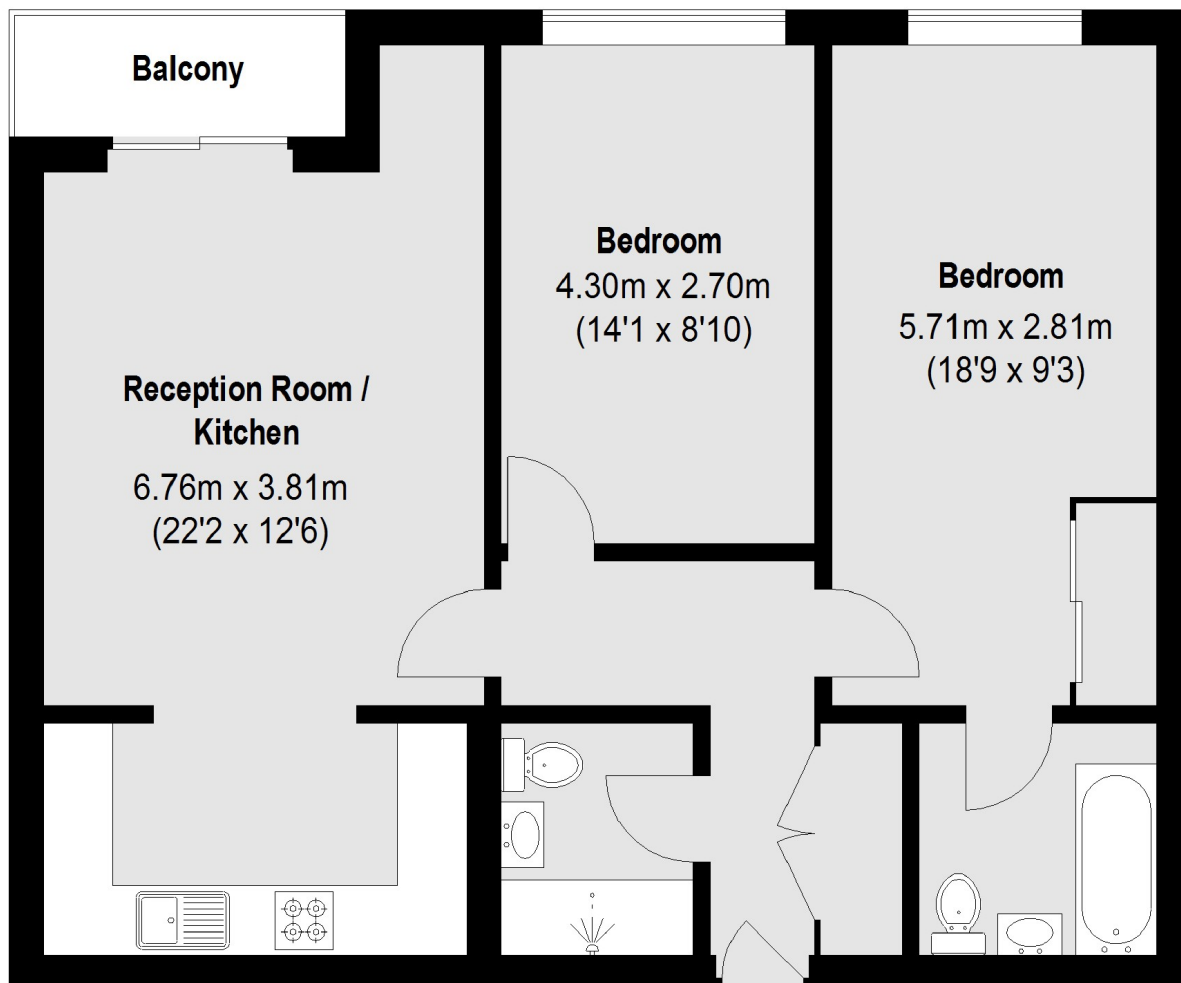 Balcony
Reception Room /
Kitchen
6.76m x 3.81m
(22'2 x 12'6)
Bedroom
4.30m x 2.70m
(14'1 x 8'10)
Bedroom
5.71m x 2.81m
(18'9 x 9'3)